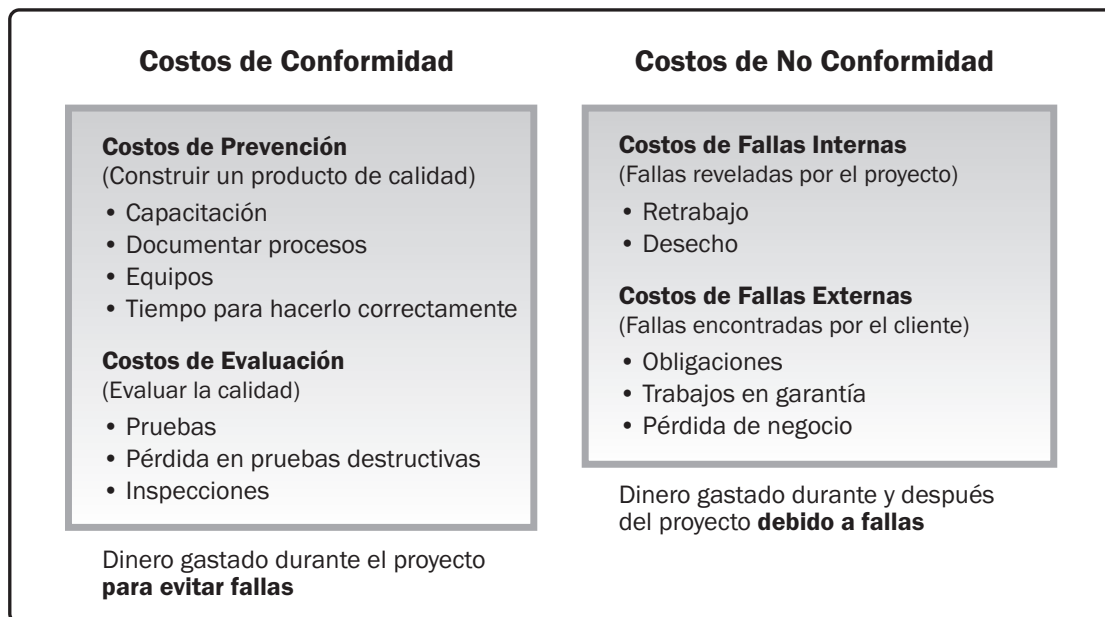 Costos de Conformidad
Costos de Prevención
(Construir un producto de calidad)
• Capacitación
• Documentar procesos
• Equipos
• Tiempo para hacerlo correctamente
Costos de Evaluación
(Evaluar la calidad)
• Pruebas
• Pérdida en pruebas destructivas
• Inspecciones
Dinero gastado durante el proyecto
para evitar fallas
Costos de No Conformidad
Costos de Fallas Internas
(Fallas reveladas por el proyecto)
• Retrabajo
• Desecho
Costos de Fallas Externas
(Fallas encontradas por el cliente)
• Obligaciones
• Trabajos en garantía
• Pérdida de negocio
Dinero gastado durante y después
del proyecto debido a fallas